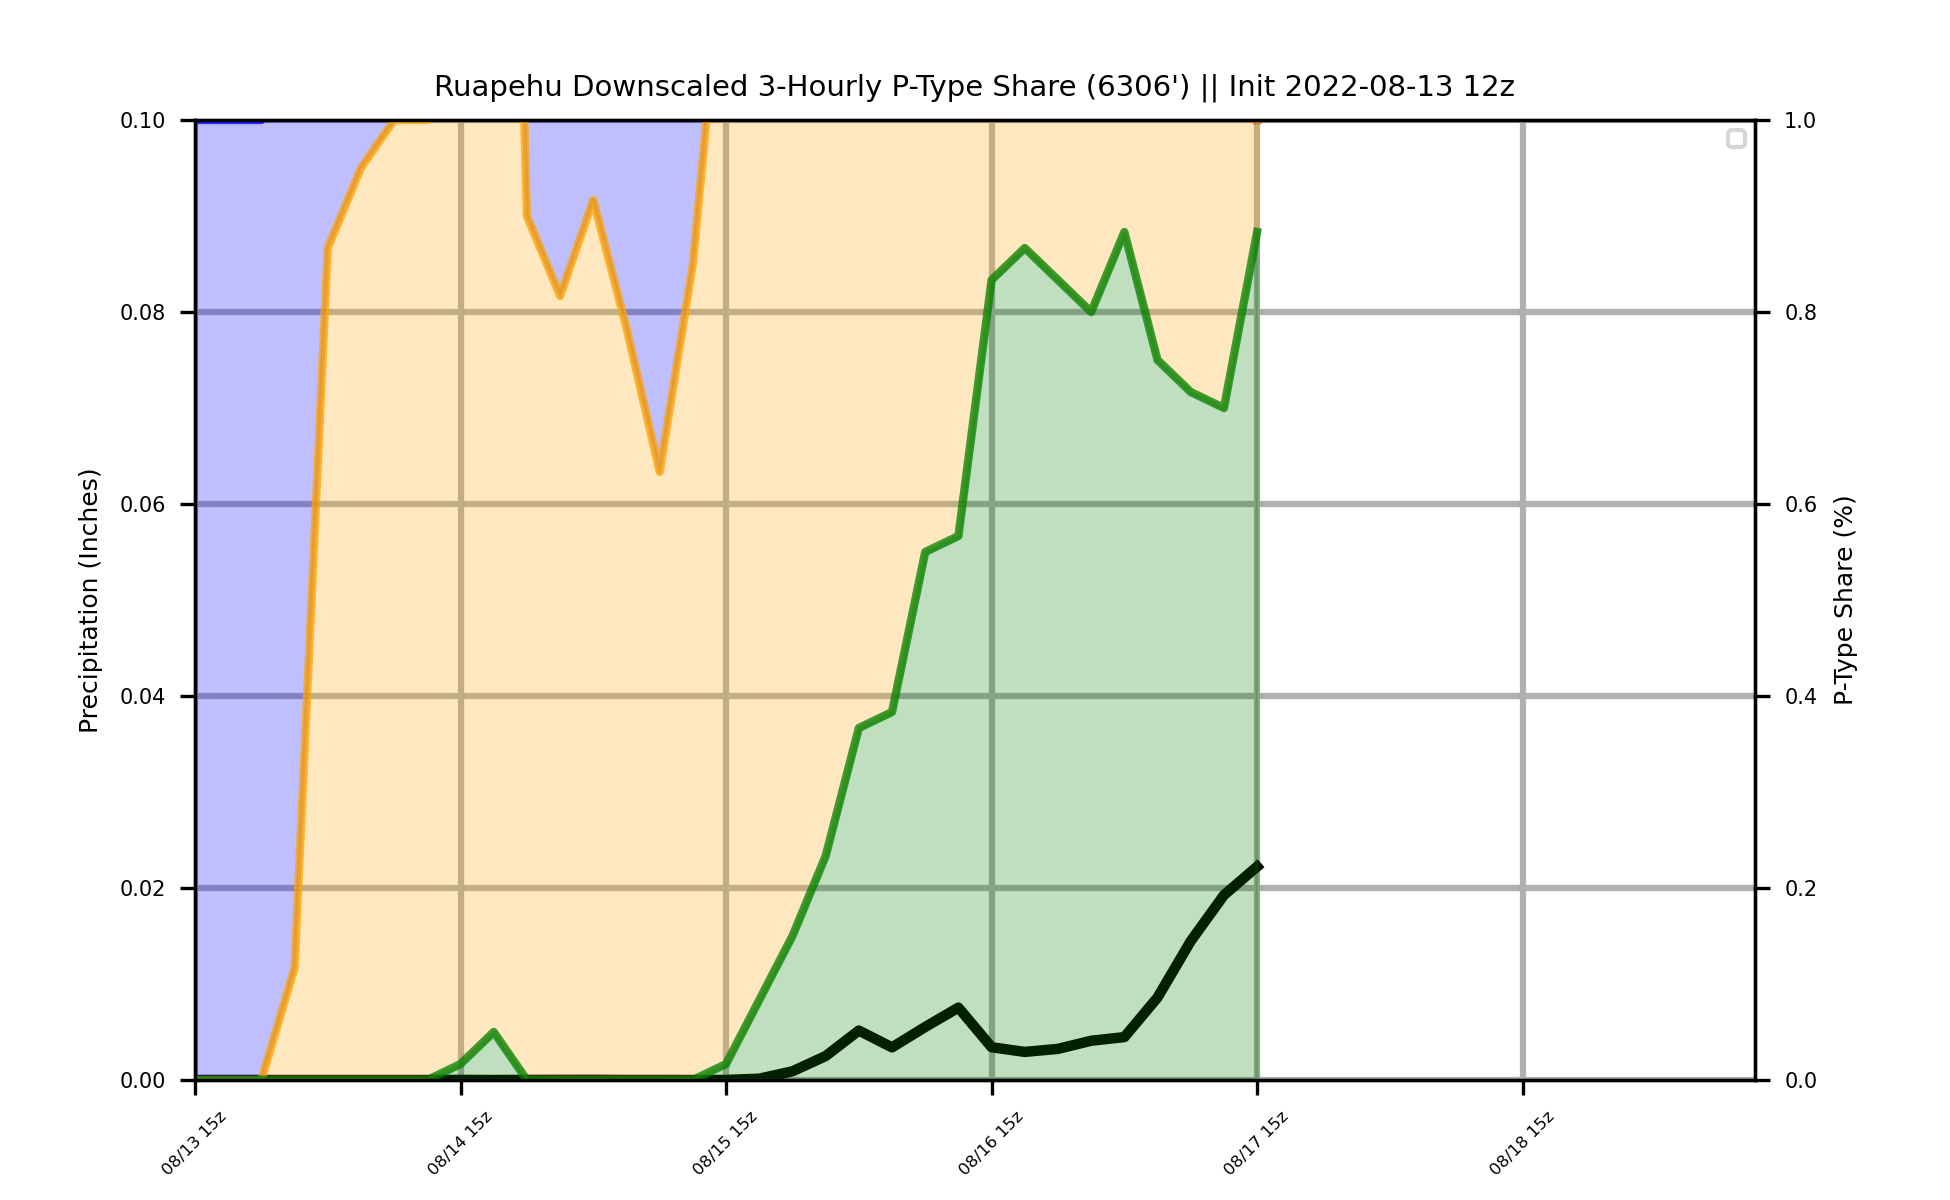 Ruapehu Downscaled 3-Hourly P-Type Share (6306') || Init 2022-08-13 12z
0.10
0.08
0.06
0.04
0.02
0.00
Precipitation (Inches)
1.0
0.8
0.6
0.4
0.2
0.0
P-Type Share (%)
08/13 15z
08/14 15z
08/15 15z
08/16 15z
08/17 15z
08/18 15z